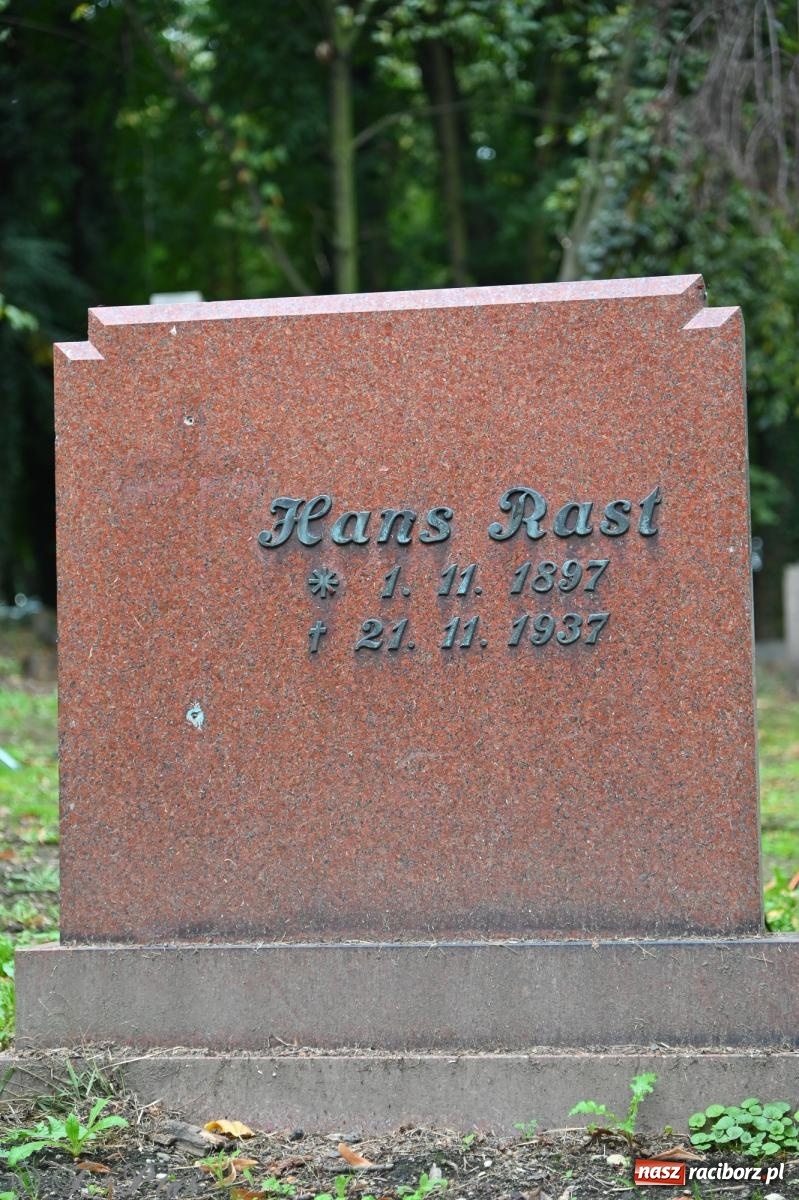 Hans Rast
* 1. 11. 1897
† 21. 11. 1937
nasz raciborz.pl